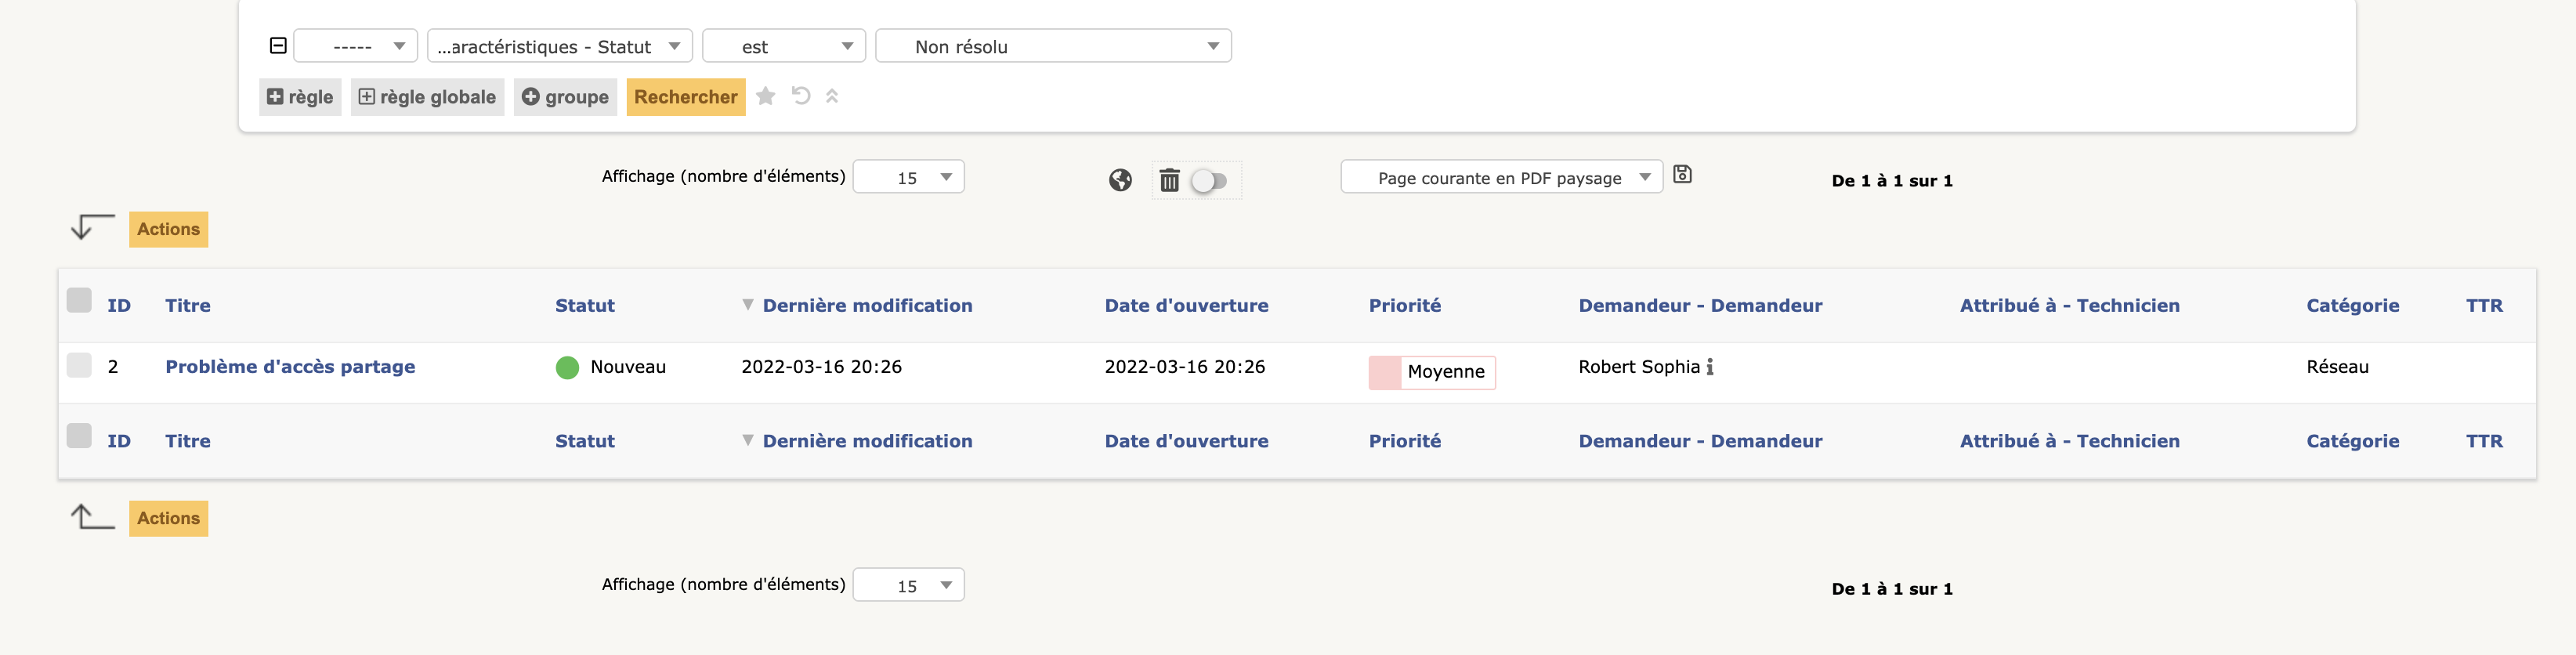 ----- ...aractéristiques - Statut est Non résolu
règle règle globale groupe Rechercher
Affichage (nombre d'éléments) 15 Page courante en PDF paysage De 1 à 1 sur 1
Actions
ID Titre Statut Dernière modification Date d'ouverture Priorité Demandeur - Demandeur Attribué à - Technicien Catégorie TTR
2 Problème d'accès partage Nouveau 2022-03-16 20:26 2022-03-16 20:26 Moyenne Robert Sophia Réseau
ID Titre Statut Dernière modification Date d'ouverture Priorité Demandeur - Demandeur Attribué à - Technicien Catégorie TTR
Actions
Affichage (nombre d'éléments) 15 De 1 à 1 sur 1